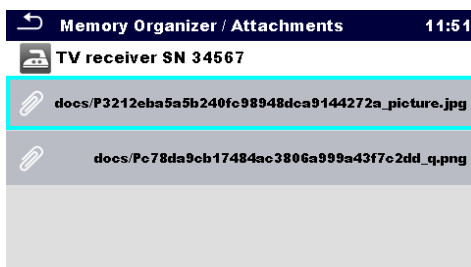 Memory Organizer / Attachments 11:51
TV receiver SN 34567
docs/P3212eba5a5b240fc98948dca9144272a_picture.jpg
docs/Pc78da9cb17484ac3806a999a43f7c2dd_q.png